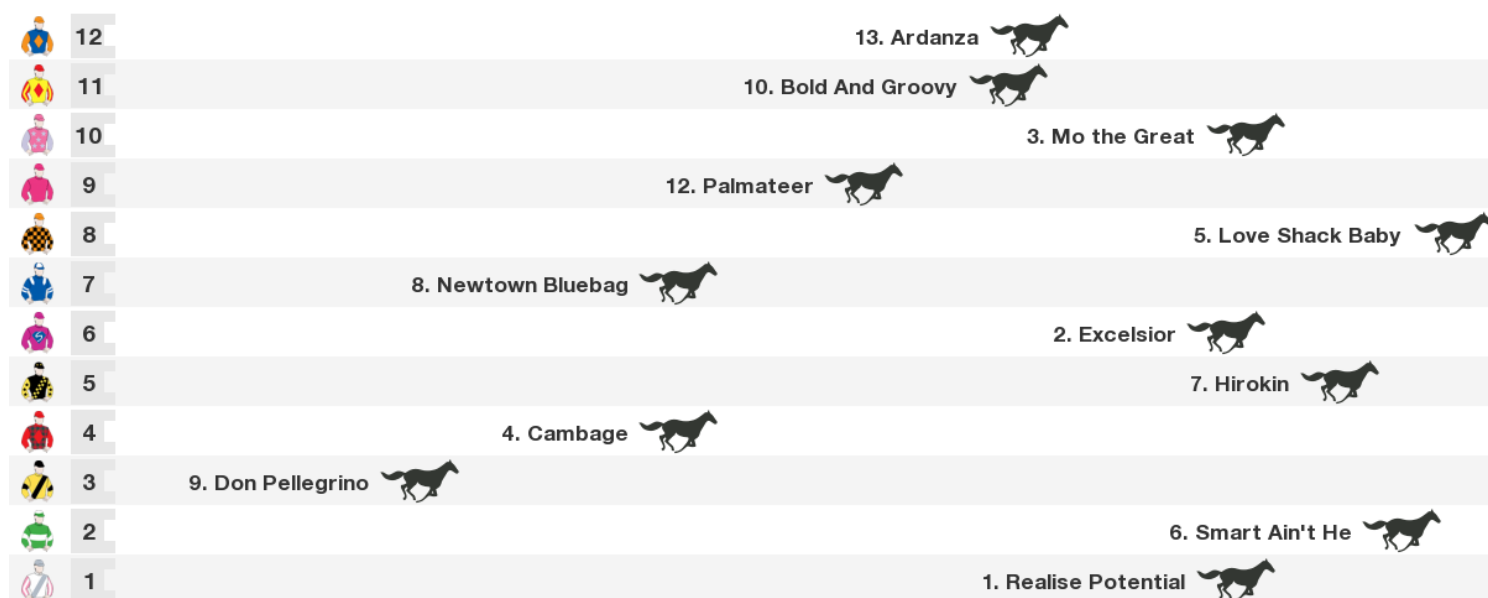 12 13. Ardanza
11 10. Bold And Groovy
10 3. Mo the Great
9 12. Palmateer
8 5. Love Shack Baby
7 8. Newtown Bluebag
6 2. Excelsior
5 7. Hirokin
4 4. Cambage
3 9. Don Pellegrino
2 6. Smart Ain't He
1 1. Realise Potential